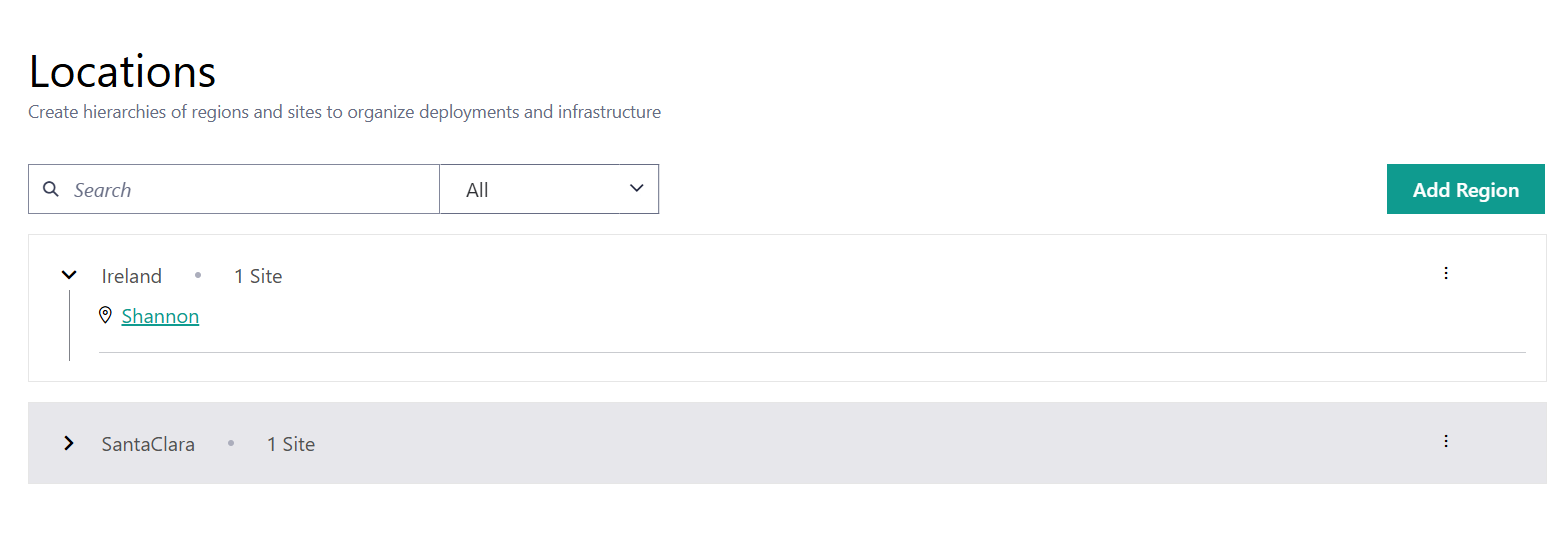 Locations
Create hierarchies of regions and sites to organize deployments and infrastructure
Search All Add Region
Ireland • 1 Site
Shannon
SantaClara • 1 Site